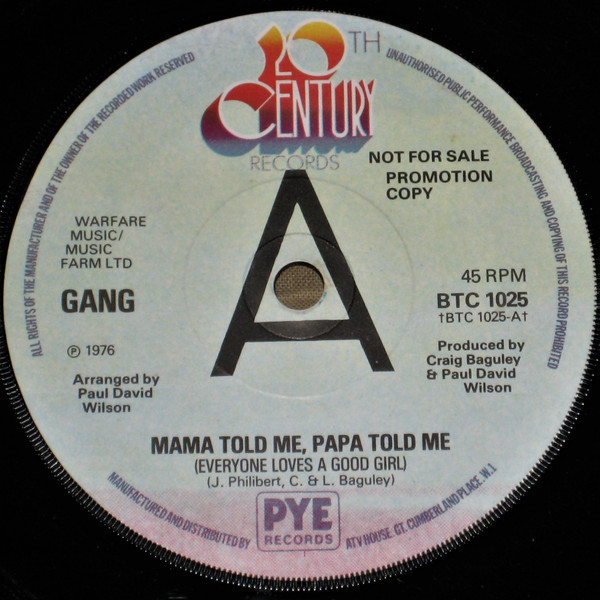 ALL RIGHTS OF THE MANUFACTURER AND OF THE OWNER OF THE RECORDED WORK RESERVED
UNAUTHORISED PUBLIC PERFORMANCE BROADCASTING AND COPYING OF THIS RECORD PROHIBITED
20TH
CENTURY
RECORDS
NOT FOR SALE
PROMOTION
COPY
A
WARFARE
MUSIC/
MUSIC
FARM LTD
GANG
℗ 1976
Arranged by
Paul David
Wilson
45 RPM
BTC 1025
†BTC 1025-A†
Produced by
Craig Baguley
& Paul David
Wilson
MAMA TOLD ME, PAPA TOLD ME
(EVERYONE LOVES A GOOD GIRL)
(J. Philibert, C. & L. Baguley)
MANUFACTURED AND DISTRIBUTED BY
PYE
RECORDS
ATV HOUSE, GT. CUMBERLAND PLACE, W.1